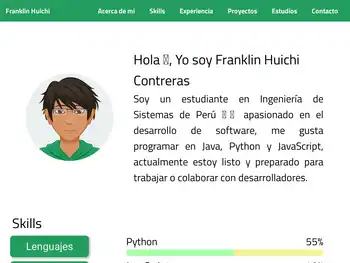 Franklin Huichi
Acerca de mi
Skills
Experiencia
Proyectos
Estudios
Contacto
Hola , Yo soy Franklin Huichi
Contreras
Soy un estudiante en Ingeniería de
Sistemas de Perú apasionado en el
desarrollo de software, me gusta
programar en Java, Python y JavaScript,
actualmente estoy listo y preparado para
trabajar o colaborar con desarrolladores.
Skills
Lenguajes
Python
55%